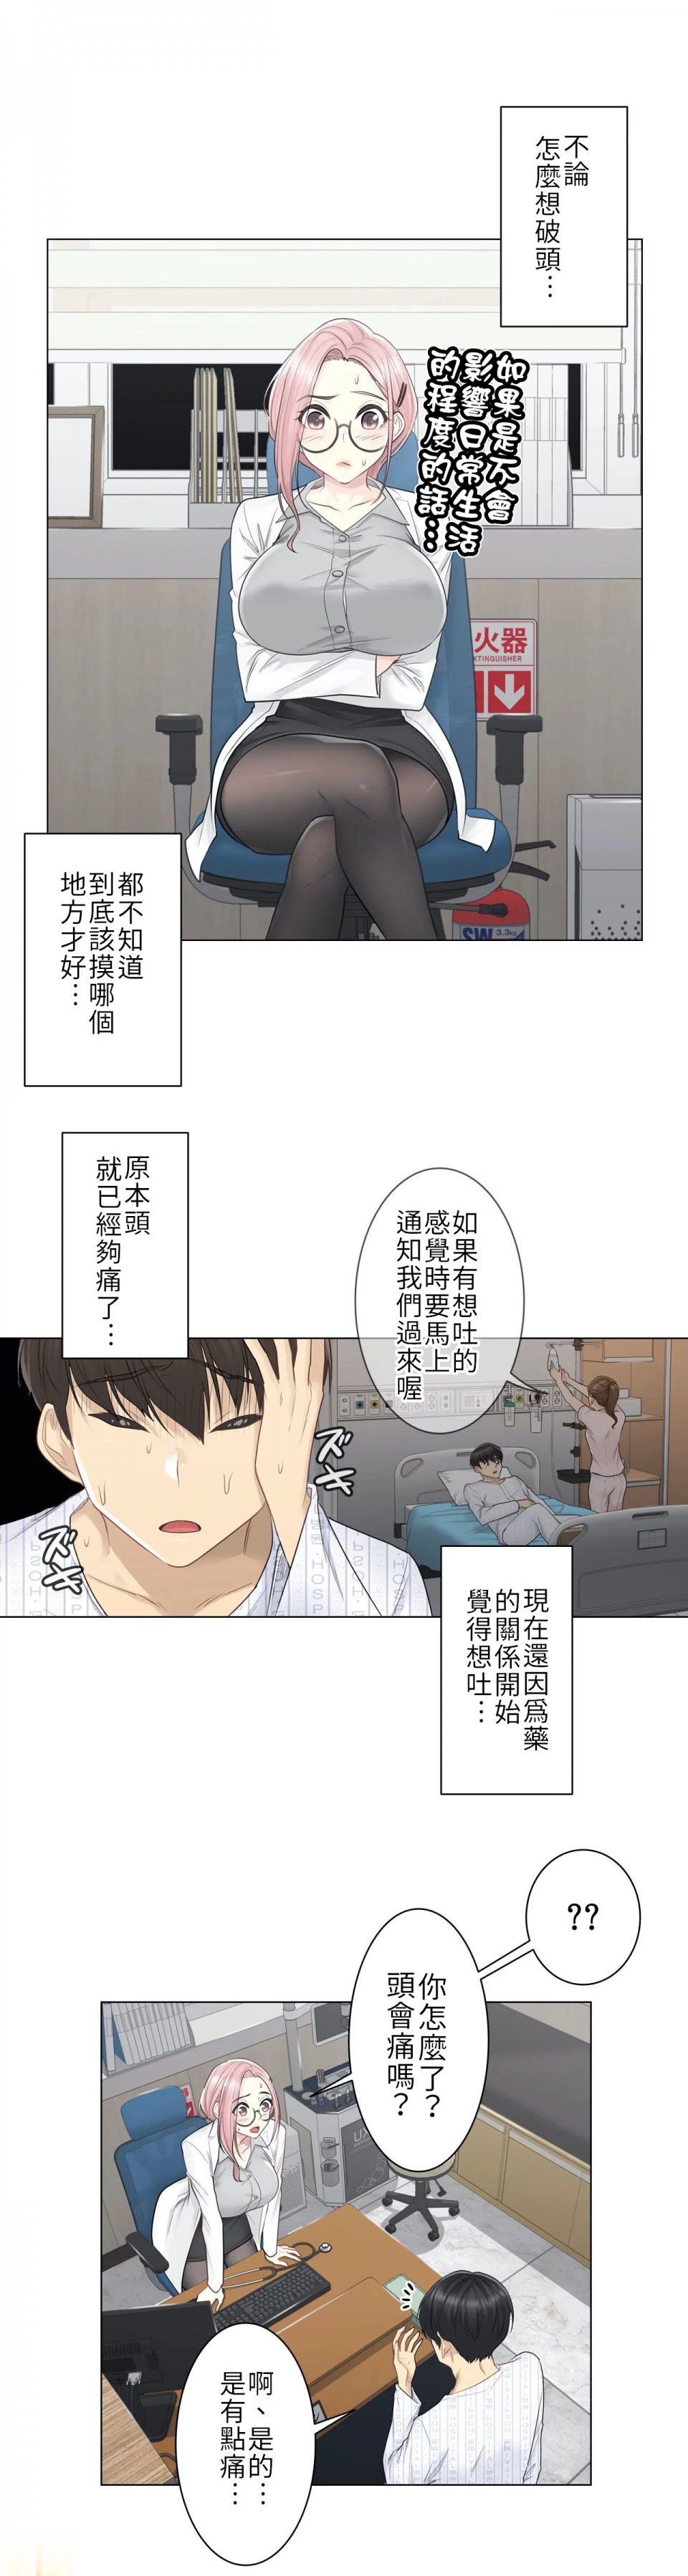 不論
怎麼想破頭…
如果是不會
影響日常生活
的程度的話…
火器
XTINGUISHER
SW 3.3kg
都不知道
到底該摸哪個
地方才好…
原本頭
就已經夠痛了…
如果有想吐的
感覺時要馬上
通知我們過來喔
ズキ
ズキ
現在還因爲藥
的關係開始
覺得想吐…
??
你怎麼了？
頭會痛嗎？
啊、是的…
是有點痛…